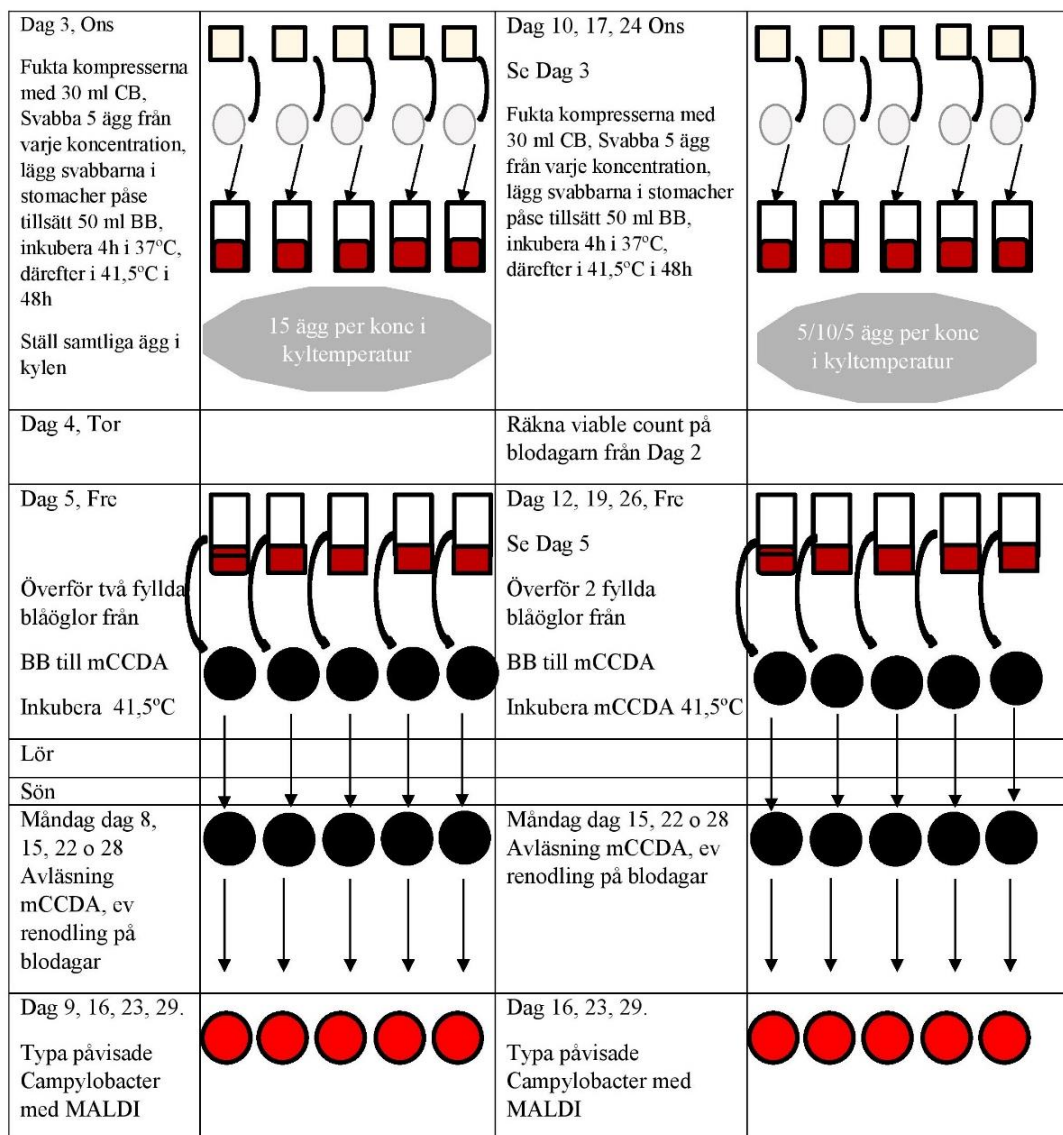 Dag 3, Ons
Fukta kompresserna
med 30 ml CB,
Svabba 5 ägg från
varje koncentration,
lägg svabbarna i
stomacher påse
tillsätt 50 ml BB,
inkubera 4h i 37°C,
därefter i 41,5°C i
48h
Ställ samtliga ägg i
kylen
15 ägg per konc i
kyltemperatur
Dag 10, 17, 24 Ons
Se Dag 3
Fukta kompresserna med
30 ml CB, Svabba 5 ägg
från varje koncentration,
lägg svabbarna i stomacher
påse tillsätt 50 ml BB,
inkubera 4h i 37°C,
därefter i 41,5°C i 48h
5/10/5 ägg per konc
i kyltemperatur
Dag 4, Tor
Räkna viable count på
blodagarn från Dag 2
Dag 5, Fre
Överför två fyllda
blåöglor från
BB till mCCDA
Inkubera 41,5°C
Dag 12, 19, 26, Fre
Se Dag 5
Överför 2 fyllda
blåöglor från
BB till mCCDA
Inkubera mCCDA 41,5°C
Lör
Sön
Måndag dag 8,
15, 22 o 28
Avläsning
mCCDA, ev
renodling på
blodagar
Måndag dag 15, 22 o 28
Avläsning mCCDA, ev
renodling på blodagar
Dag 9, 16, 23, 29.
Typa påvisade
Campylobacter
med MALDI
Dag 16, 23, 29.
Typa påvisade
Campylobacter med
MALDI